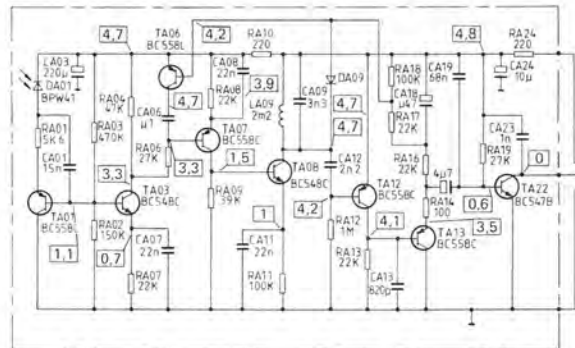 CA03
220µ
DA01
BPW41
RA01
5K6
CA01
15n
TA01
BC558C
1,1
4,7
RA04
47K
RA03
470K
3,3
TA03
BC548C
RA02
150K
0,7
CA07
22n
RA07
22K
TA06
BC558L
4,2
CA06
µ1
4,7
RA06
27K
3,3
CA08
22n
RA08
22K
TA07
BC558C
1,5
RA09
39K
RA10
220
3,9
LA09
2m2
CA09
3n3
TA08
BC548C
1
CA11
22n
RA11
100K
DA09
4,7
4,7
CA12
2n2
4,2
TA12
BC558C
RA12
1M
4,1
RA13
22K
CA13
820p
RA18
100K
CA18
µ47
RA17
22K
RA16
22K
4µ7
RA14
100
TA13
BC558C
4,8
CA19
68n
RA24
220
CA24
10µ
CA23
1n
RA19
27K
0
TA22
BC547B
0,6
3,5